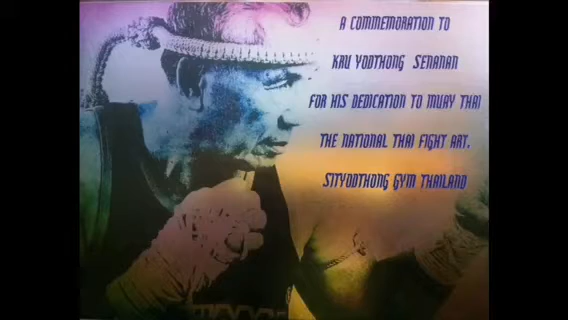 A COMMEMORATION TO
KRU YODTHONG SENANAN
FOR HIS DEDICATION TO MUAY THAI
THE NATIONAL THAI FIGHT ART.
SITYODTHONG GYM THAILAND